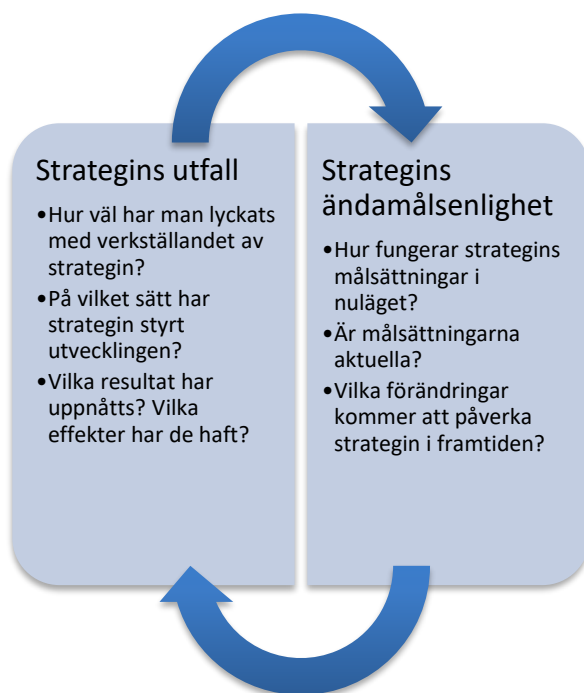 Strategins utfall
•Hur väl har man lyckats
med verkställandet av
strategin?
•På vilket sätt har
strategin styrt
utvecklingen?
•Vilka resultat har
uppnåtts? Vilka
effekter har de haft?
Strategins
ändamålsenlighet
•Hur fungerar strategins
målsättningar i
nuläget?
•Är målsättningarna
aktuella?
•Vilka förändringar
kommer att påverka
strategin i framtiden?